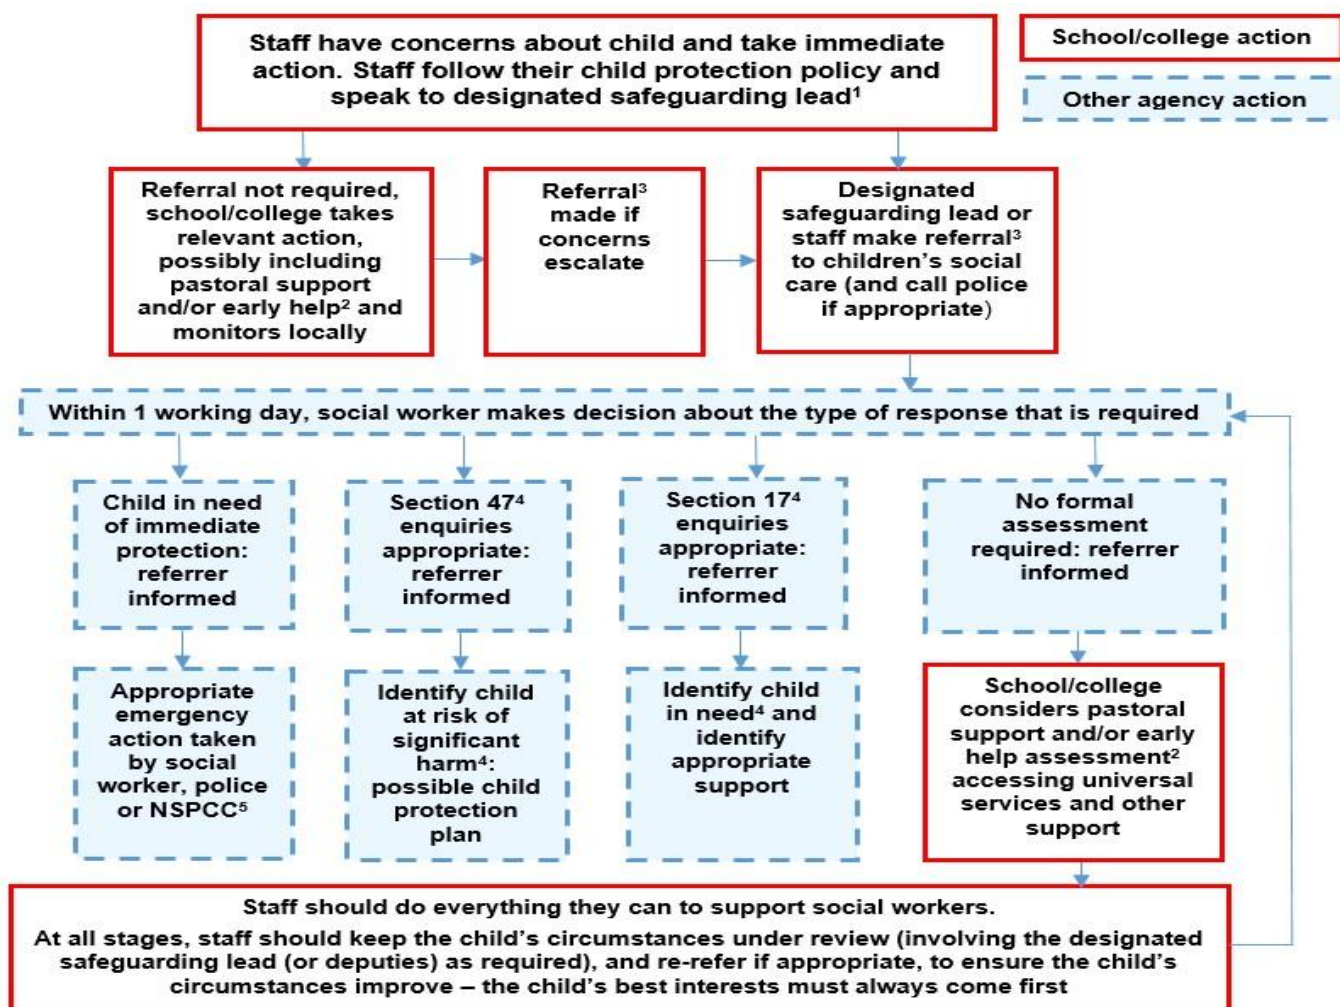 Staff have concerns about child and take immediate
action. Staff follow their child protection policy and
speak to designated safeguarding lead¹
School/college action
Other agency action
Referral not required,
school/college takes
relevant action,
possibly including
pastoral support
and/or early help² and
monitors locally
Referral³
made if
concerns
escalate
Designated
safeguarding lead or
staff make referral³
to children’s social
care (and call police
if appropriate)
Within 1 working day, social worker makes decision about the type of response that is required
Child in need
of immediate
protection:
referrer
informed
Section 47⁴
enquiries
appropriate:
referrer
informed
Section 17⁴
enquiries
appropriate:
referrer
informed
No formal
assessment
required: referrer
informed
Appropriate
emergency
action taken
by social
worker, police
or NSPCC⁵
Identify child
at risk of
significant
harm⁴:
possible child
protection
plan
Identify child
in need⁴ and
identify
appropriate
support
School/college
considers pastoral
support and/or early
help assessment²
accessing universal
services and other
support
Staff should do everything they can to support social workers.
At all stages, staff should keep the child’s circumstances under review (involving the designated
safeguarding lead (or deputies) as required), and re-refer if appropriate, to ensure the child’s
circumstances improve – the child’s best interests must always come first